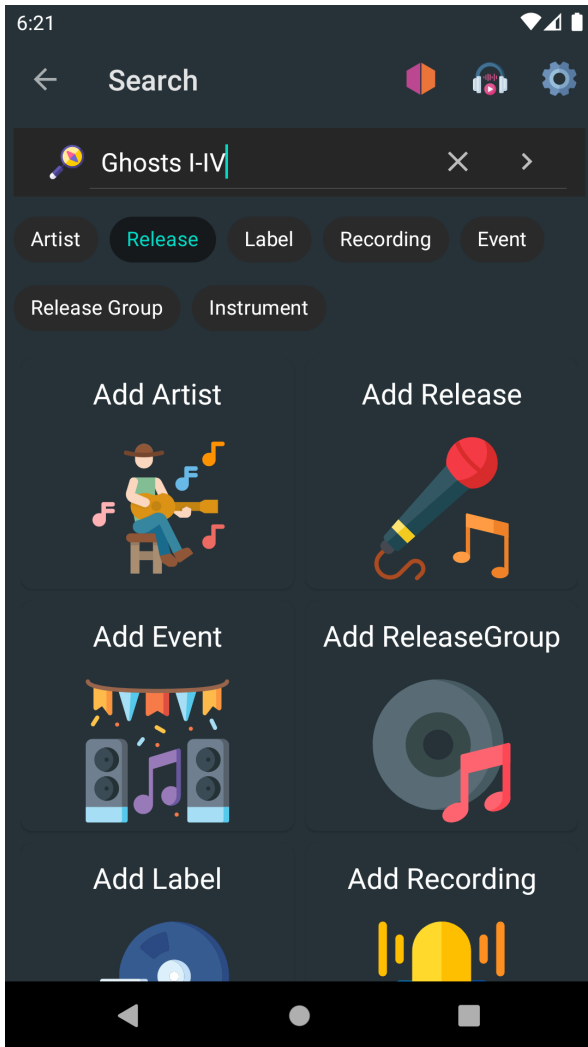 6:21
Search
Ghosts I-IV
Artist Release Label Recording Event
Release Group Instrument
Add Artist Add Release
Add Event Add ReleaseGroup
Add Label Add Recording